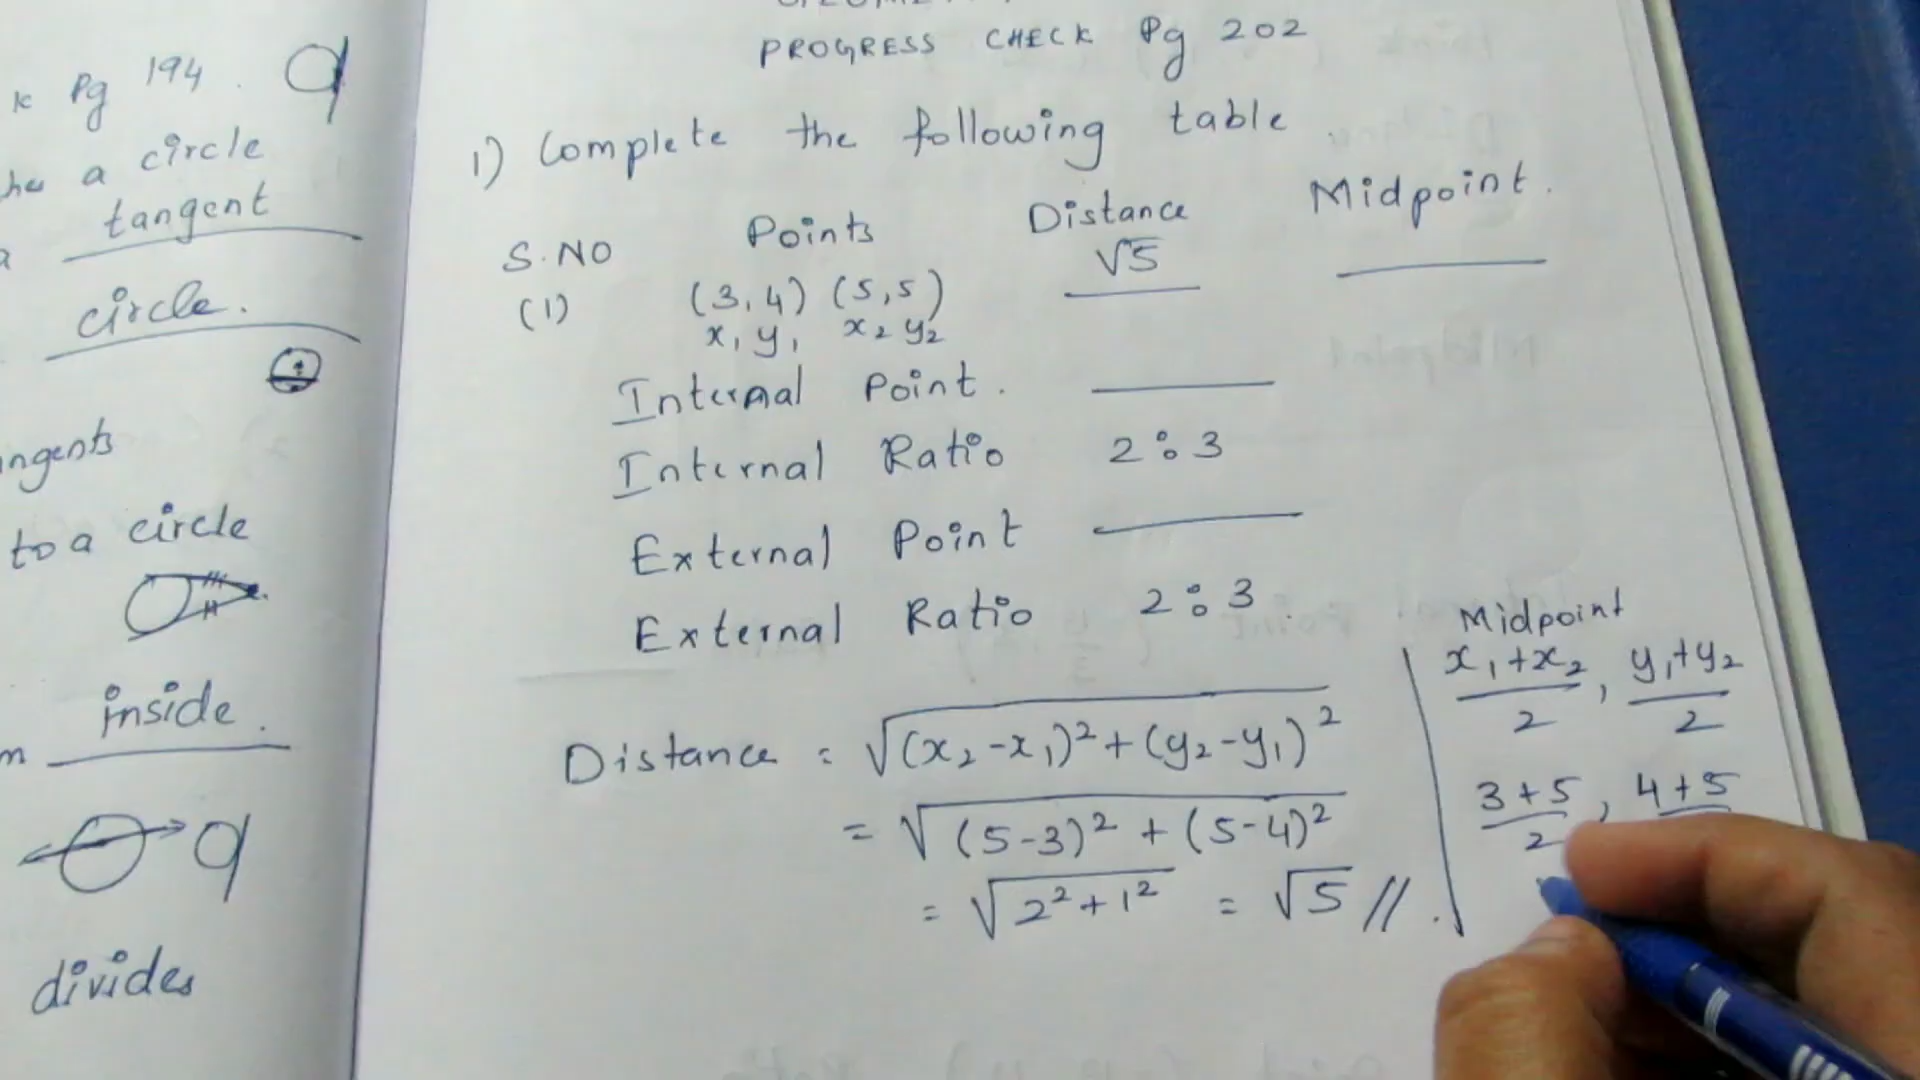 k Pg 194.
a circle
tangent
circle.
to a circle
inside.
divides
PROGRESS CHECK Pg 202
1) Complete the following table
S.NO Points Distance Midpoint.
(1) (3,4) (5,5) √5
x₁ y₁ x₂ y₂
Internal Point.
Internal Ratio 2:3
External Point
External Ratio 2:3.
Distance = √(x₂-x₁)²+(y₂-y₁)²
= √(5-3)² + (5-4)²
= √2²+1² = √5 //.
Midpoint
x₁+x₂/2, y₁+y₂/2
3+5/2, 4+5